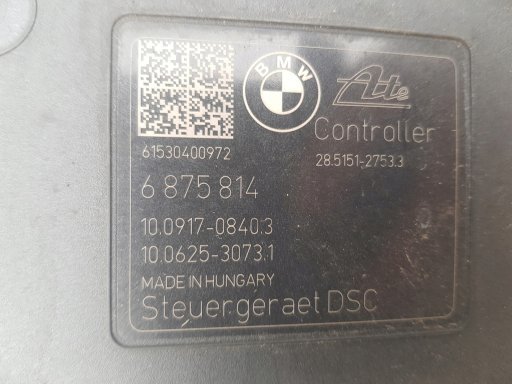 BMW
Ate
Controller
61530400972
28.5151-2753.3
6 875 814
10.0917-0840.3
10.0625-3073.1
MADE IN HUNGARY
Steuergeraet DSC